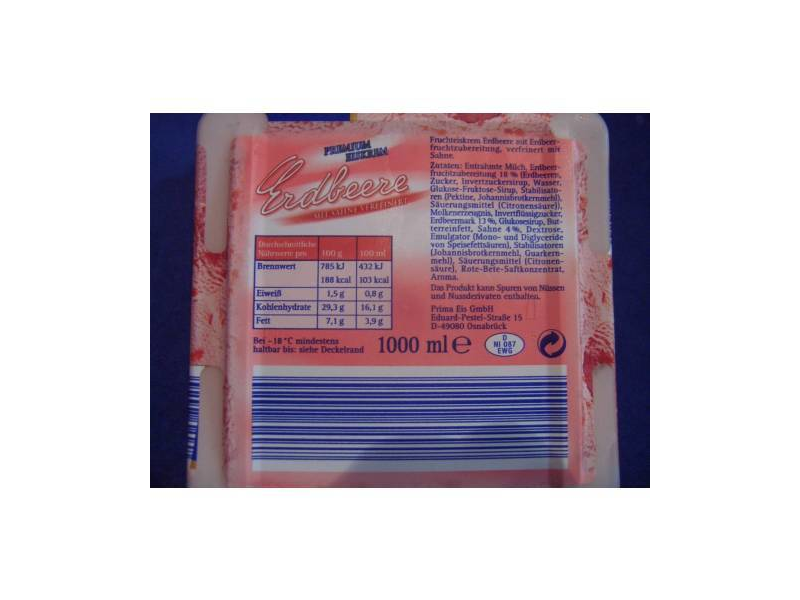 PREMIUM
EISKREM
Erdbeere
MIT SAHNE VERFEINERT
Durchschnittliche
Nährwerte pro 100 g 100 ml
Brennwert 785 kJ 432 kJ
188 kcal 103 kcal
Eiweiß 1,5 g 0,8 g
Kohlenhydrate 29,3 g 16,1 g
Fett 7,1 g 3,9 g
Bei -18 °C mindestens
haltbar bis: siehe Deckelrand
1000 ml e
D
NI 087
EWG
Fruchteiskrem Erdbeere mit Erdbeer-
fruchtzubereitung, verfeinert mit
Sahne.
Zutaten: Entrahmte Milch, Erdbeer-
fruchtzubereitung 18 % (Erdbeeren,
Zucker, Invertzuckersirup, Wasser,
Glukose-Fruktose-Sirup, Stabilisato-
ren (Pektine, Johannisbrotkernmehl),
Säuerungsmittel (Citronensäure)),
Molkenerzeugnis, Invertflüssigzucker,
Erdbeermark 13 %, Glukosesirup, But-
terreinfett, Sahne 4 %, Dextrose,
Emulgator (Mono- und Diglyceride
von Speisefettsäuren), Stabilisatoren
(Johannisbrotkernmehl, Guarkern-
mehl), Säuerungsmittel (Citronen-
säure), Rote-Bete-Saftkonzentrat,
Aroma.
Das Produkt kann Spuren von Nüssen
und Nussderivaten enthalten.
Prima Eis GmbH
Eduard-Pestel-Straße 15
D-49080 Osnabrück